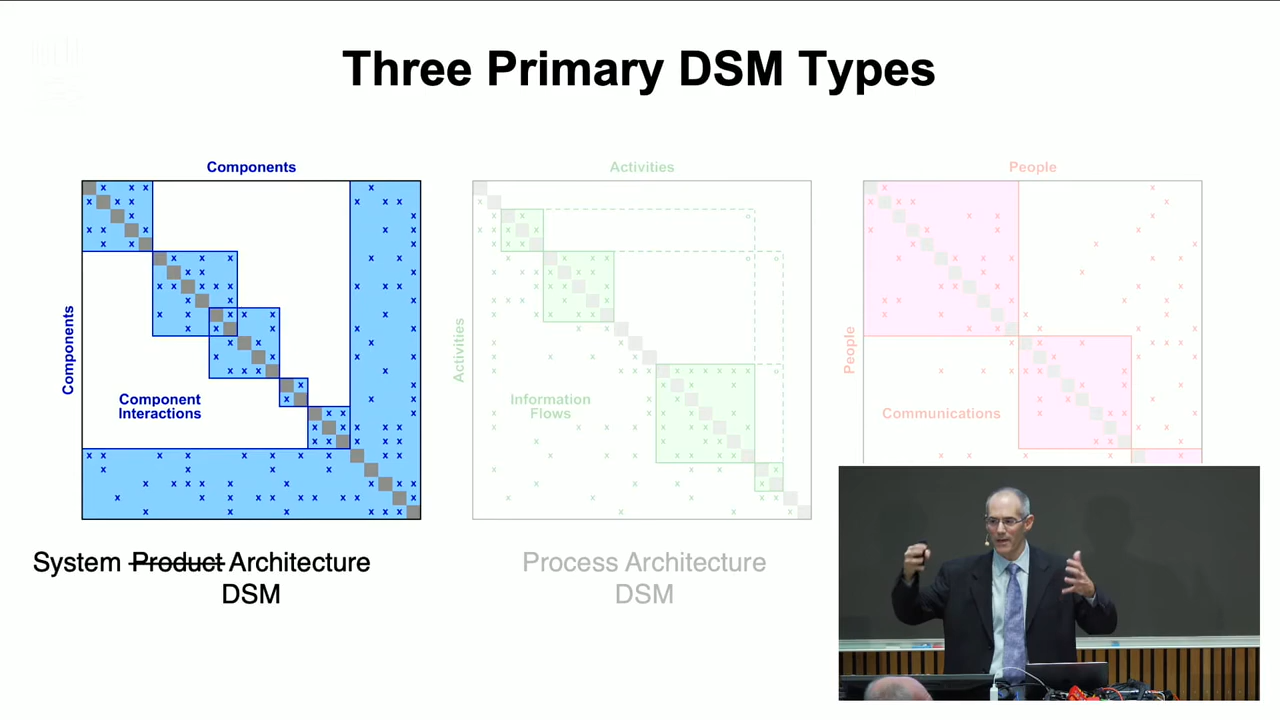 Three Primary DSM Types
Components
Components
Component
Interactions
System Product Architecture
DSM
Activities
Activities
Information
Flows
Process Architecture
DSM
People
People
Communications